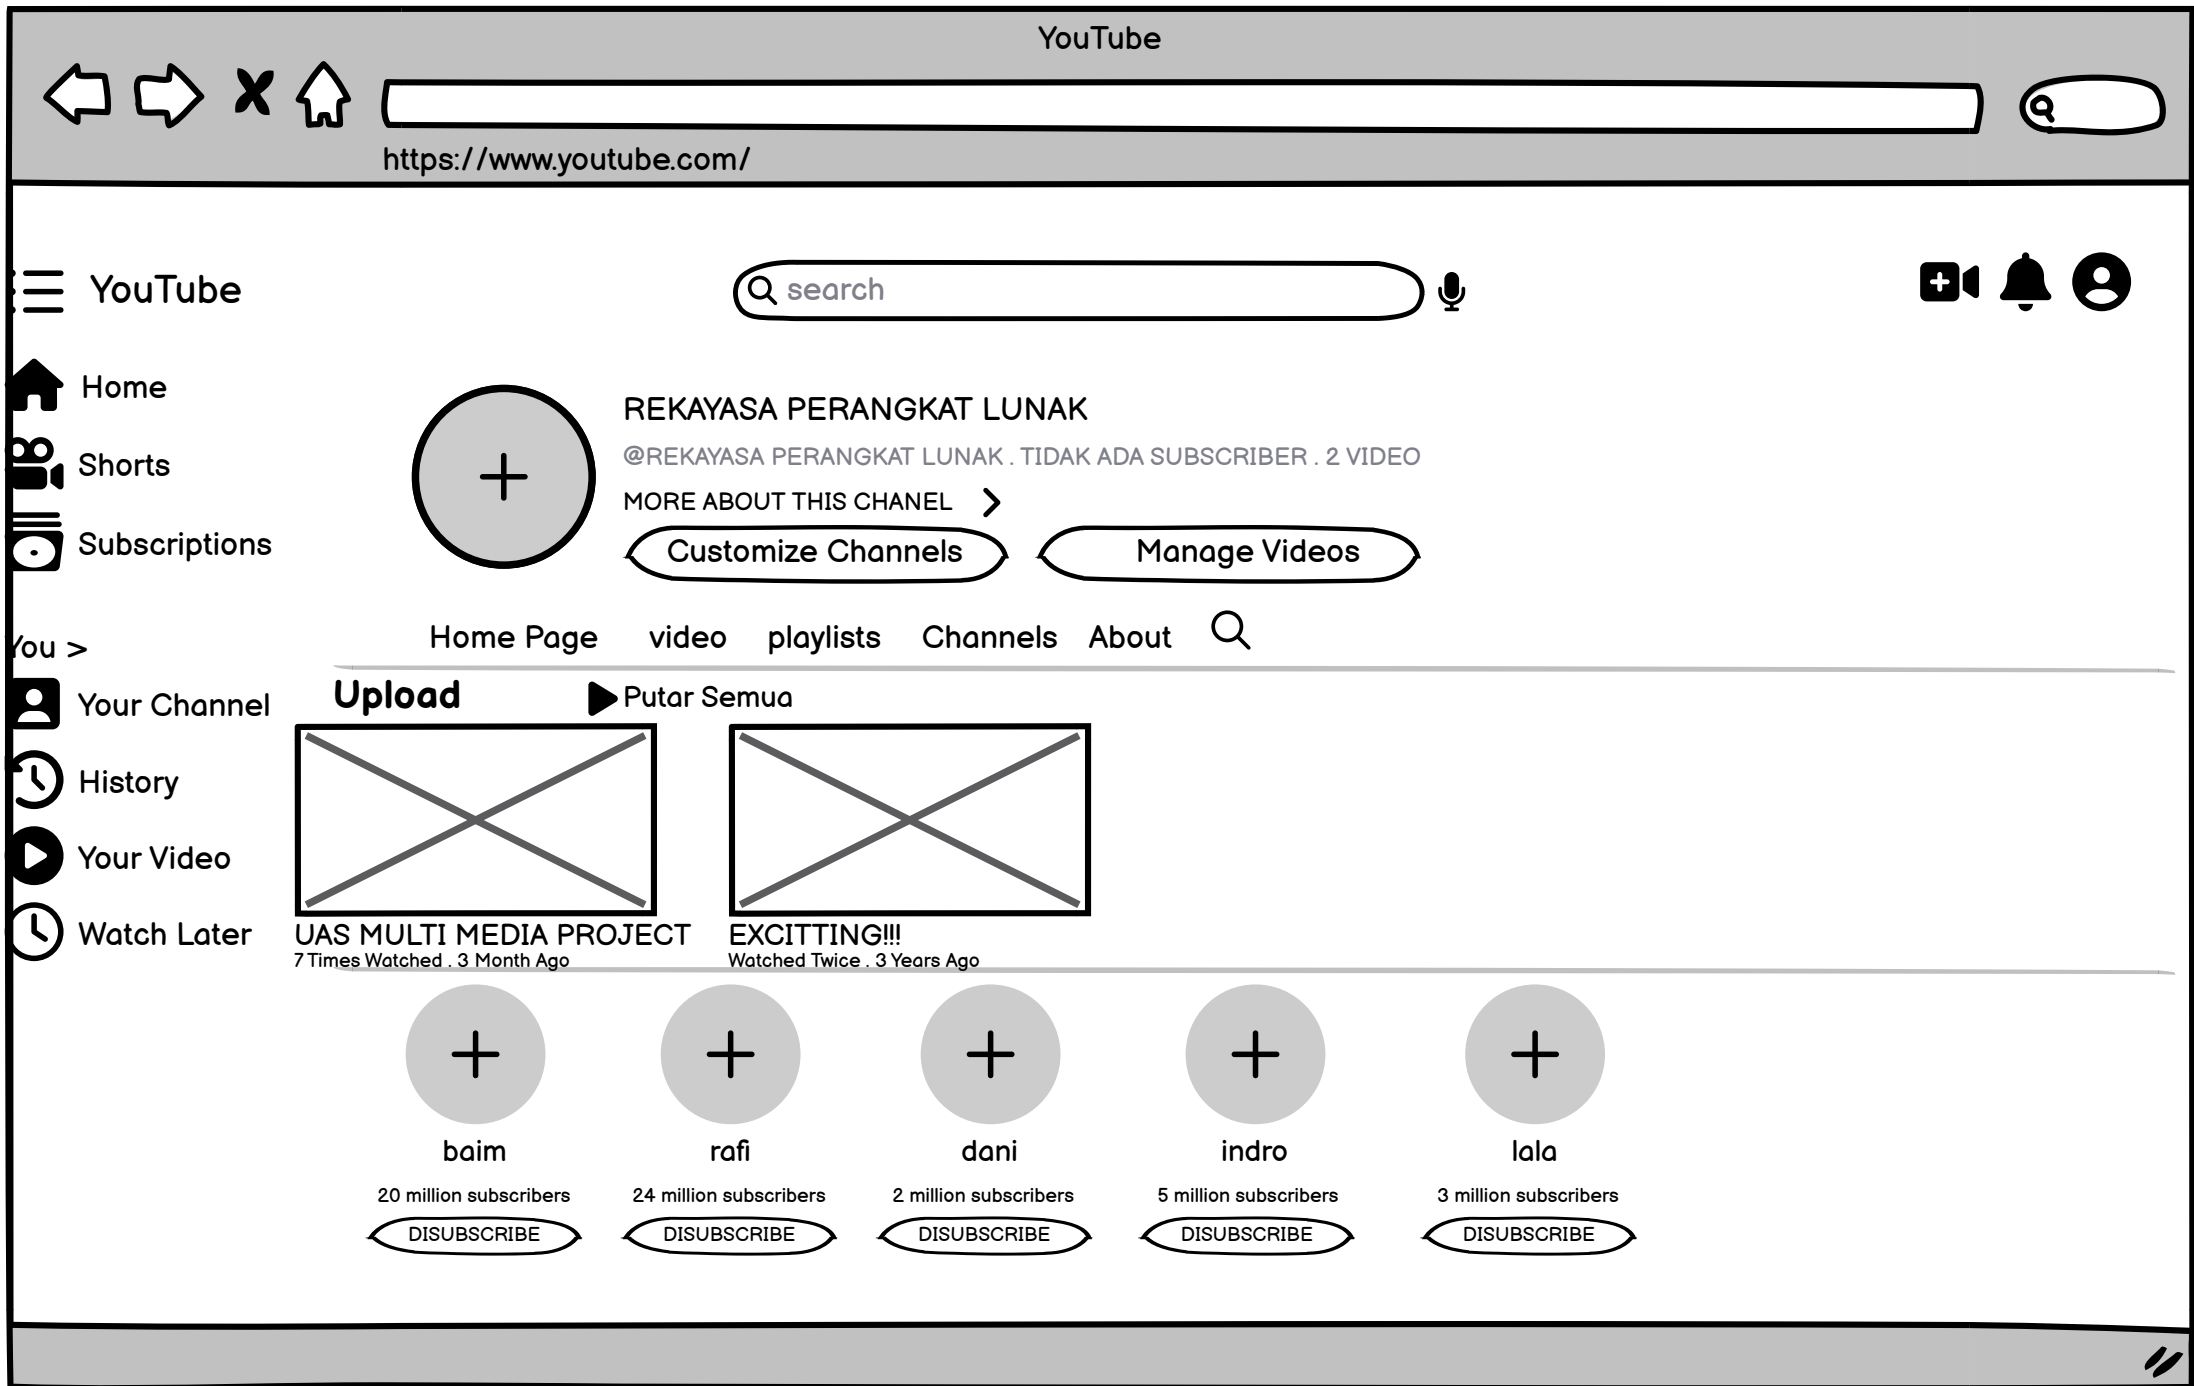 YouTube
https://www.youtube.com/
YouTube
search
Home
Shorts
Subscriptions
You >
Your Channel
History
Your Video
Watch Later
REKAYASA PERANGKAT LUNAK
@REKAYASA PERANGKAT LUNAK . TIDAK ADA SUBSCRIBER . 2 VIDEO
MORE ABOUT THIS CHANEL
Customize Channels Manage Videos
Home Page video playlists Channels About
Upload Putar Semua
UAS MULTI MEDIA PROJECT
7 Times Watched . 3 Month Ago
EXCITTING!!!
Watched Twice . 3 Years Ago
baim rafi dani indro lala
20 million subscribers 24 million subscribers 2 million subscribers 5 million subscribers 3 million subscribers
DISUBSCRIBE DISUBSCRIBE DISUBSCRIBE DISUBSCRIBE DISUBSCRIBE